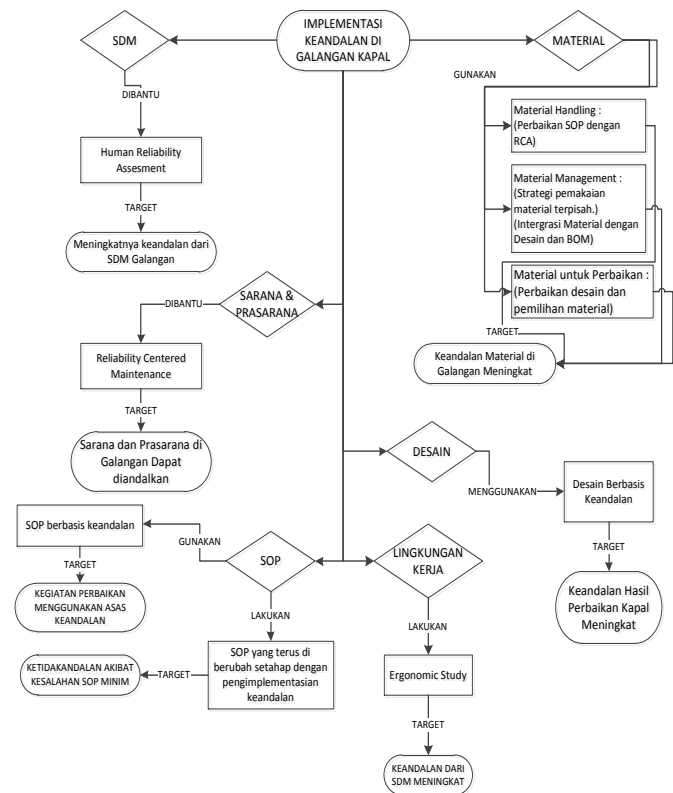 IMPLEMENTASI
KEANDALAN DI
GALANGAN KAPAL
SDM
DIBANTU
Human Reliability
Assesment
TARGET
Meningkatnya keandalan dari
SDM Galangan
MATERIAL
GUNAKAN
Material Handling :
(Perbaikan SOP dengan
RCA)
Material Management :
(Strategi pemakaian
material terpisah.)
(Intergrasi Material dengan
Desain dan BOM)
Material untuk Perbaikan :
(Perbaikan desain dan
pemilihan material)
TARGET
Keandalan Material di
Galangan Meningkat
SARANA &
PRASARANA
DIBANTU
Reliability Centered
Maintenance
TARGET
Sarana dan Prasarana di
Galangan Dapat
diandalkan
DESAIN
MENGGUNAKAN
Desain Berbasis
Keandalan
TARGET
Keandalan Hasil
Perbaikan Kapal
Meningkat
SOP
GUNAKAN
SOP berbasis keandalan
TARGET
KEGIATAN PERBAIKAN
MENGGUNAKAN ASAS
KEANDALAN
LAKUKAN
SOP yang terus di
berubah setahap dengan
pengimplementasian
keandalan
TARGET
KETIDAKANDALAN AKIBAT
KESALAHAN SOP MINIM
LINGKUNGAN
KERJA
LAKUKAN
Ergonomic Study
TARGET
KEANDALAN DARI
SDM MENINGKAT